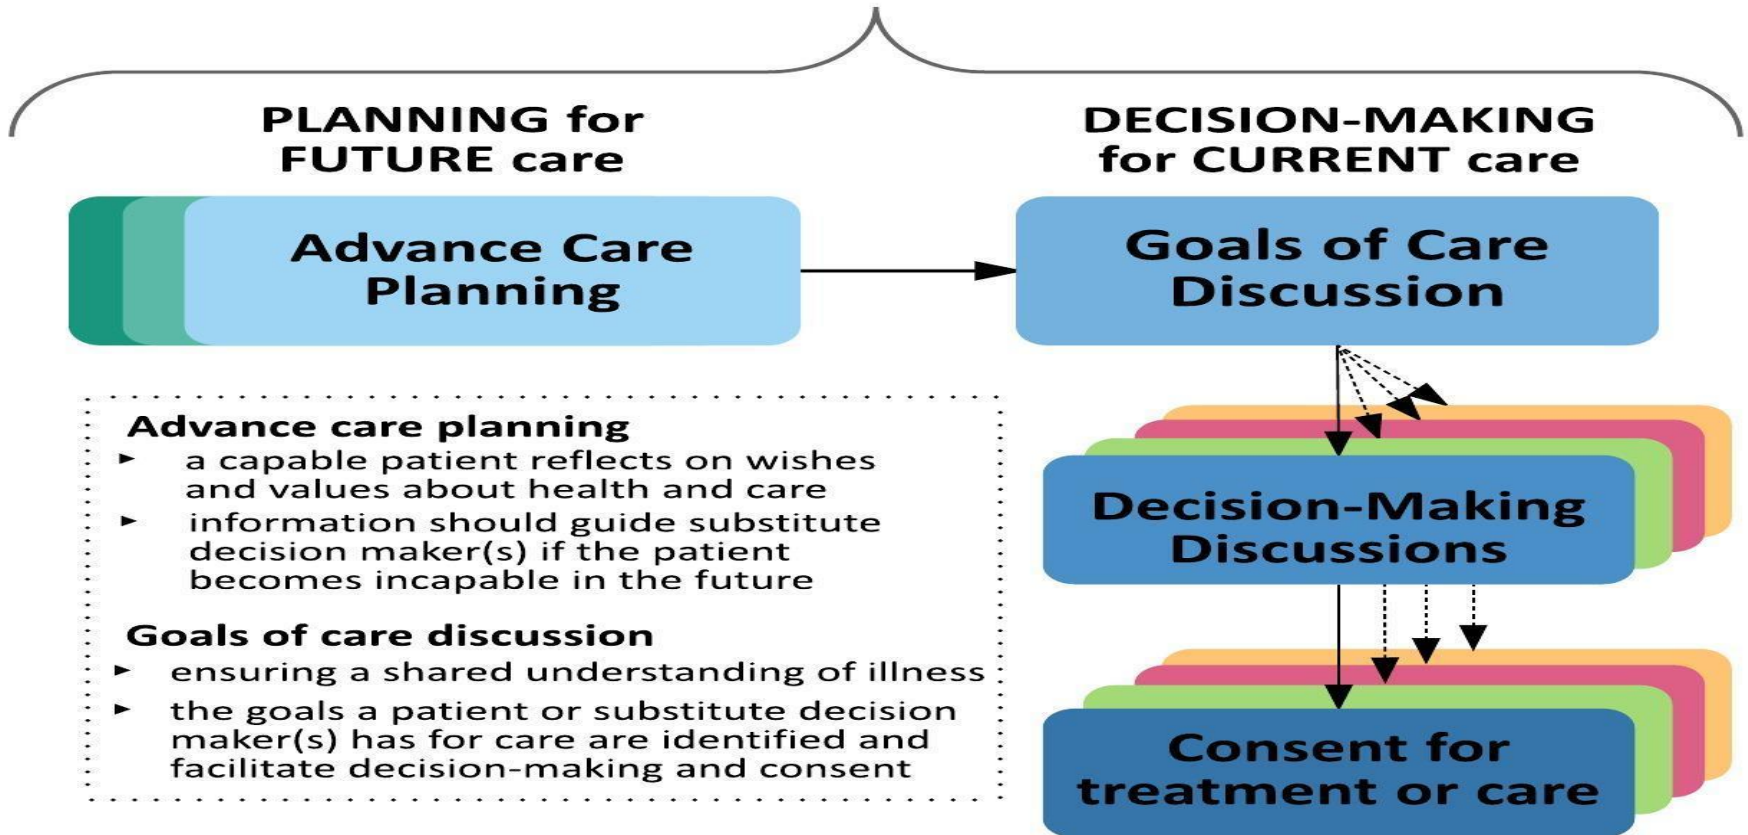 PLANNING for
FUTURE care
DECISION-MAKING
for CURRENT care
Advance Care
Planning
Goals of Care
Discussion
Advance care planning
► a capable patient reflects on wishes
and values about health and care
► information should guide substitute
decision maker(s) if the patient
becomes incapable in the future
Goals of care discussion
► ensuring a shared understanding of illness
► the goals a patient or substitute decision
maker(s) has for care are identified and
facilitate decision-making and consent
Decision-Making
Discussions
Consent for
treatment or care